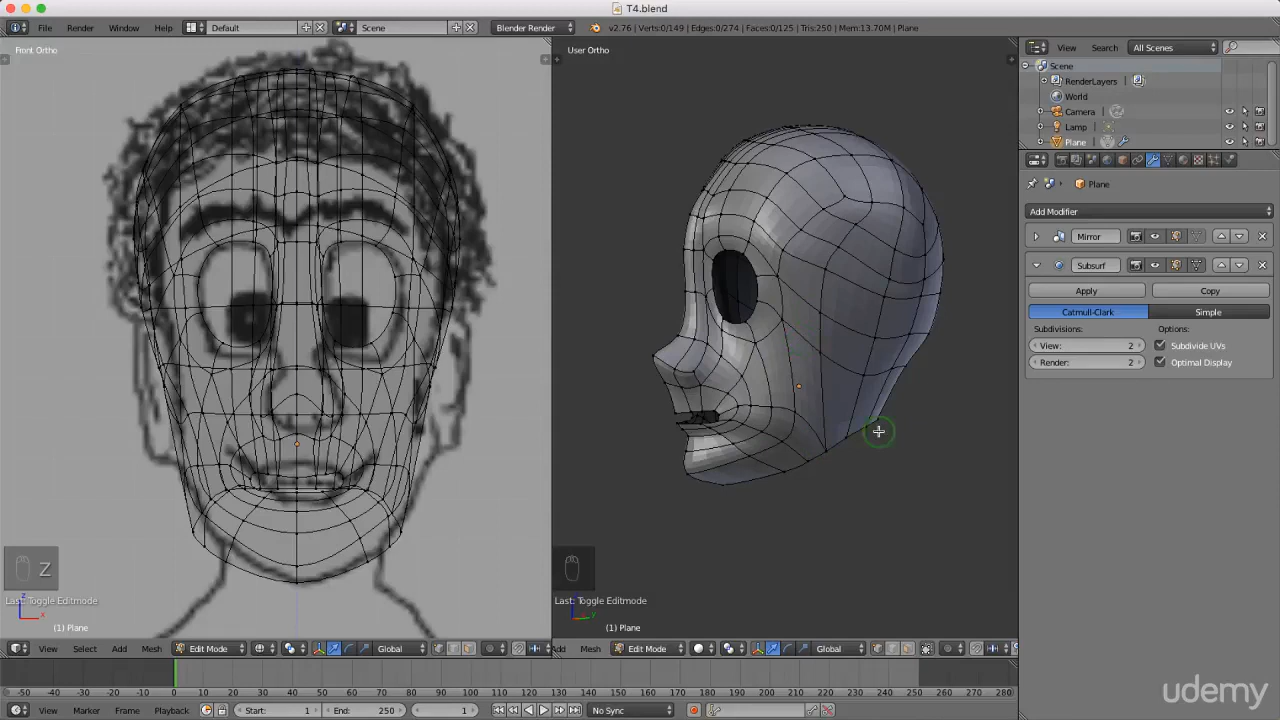 T4.blend
File Render Window Help Default Scene Blender Render v2.76 | Verts:0/149 | Edges:0/274 | Faces:0/125 | Tris:250 | Mem:13.70M | Plane
Front Ortho
User Ortho
View Search All Scenes
Scene
RenderLayers
World
Camera
Lamp
Plane
Plane
Add Modifier
Mirror
Subsurf
Apply Copy
Catmull-Clark Simple
Subdivisions: Options:
View: 2 Subdivide UVs
Render: 2 Optimal Display
Z
Last: Toggle Editmode
Last: Toggle Editmode
z
x
y
(1) Plane
(1) Plane
View Select Add Mesh Edit Mode Global
Add Mesh Edit Mode Global
-50 -40 -30 -20 -10 0 10 20 30 40 50 60 70 80 90 100 110 120 130 140 150 160 170 180 190 200 210 220 230 240 250 260 270 280
View Marker Frame Playback Start: 1 End: 250 1 No Sync
udemy